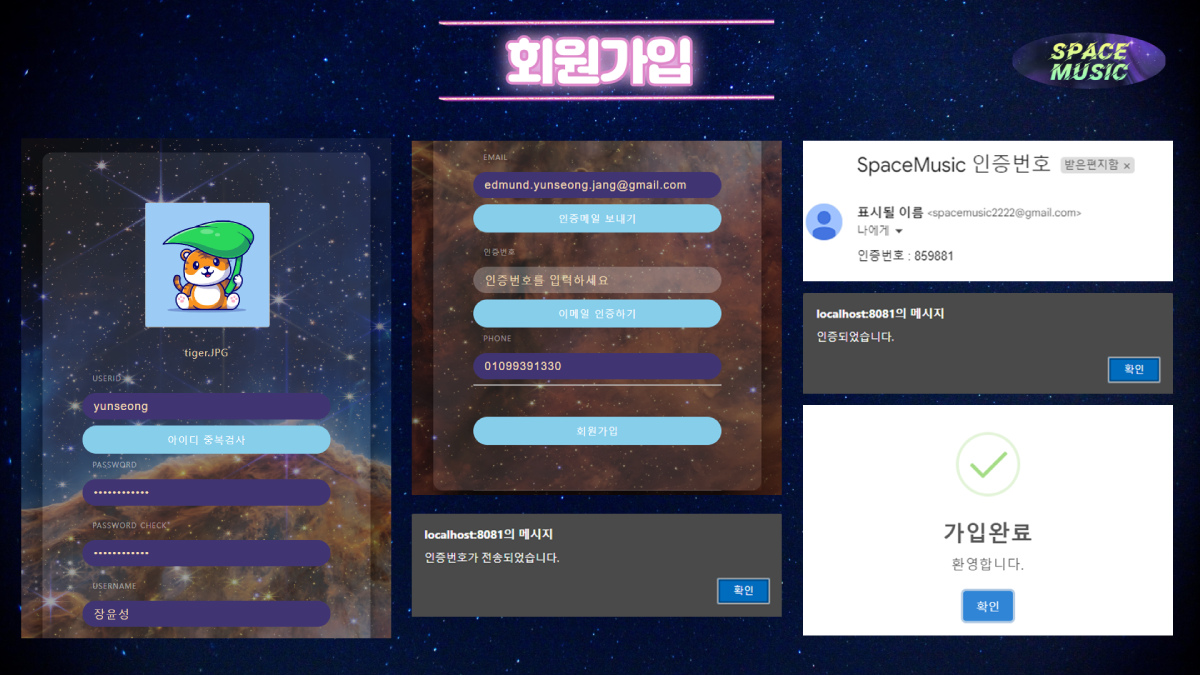 회원가입
SPACE
MUSIC
tiger.JPG
USERID
yunseong
아이디 중복검사
PASSWORD
••••••••••••
PASSWORD CHECK
••••••••••••
USERNAME
장윤성
EMAIL
edmund.yunseong.jang@gmail.com
인증메일 보내기
인증번호
인증번호를 입력하세요
이메일 인증하기
PHONE
01099391330
회원가입
localhost:8081의 메시지
인증번호가 전송되었습니다.
확인
SpaceMusic 인증번호 받은편지함 ×
표시될 이름 <spacemusic2222@gmail.com>
나에게
인증번호 : 859881
localhost:8081의 메시지
인증되었습니다.
확인
가입완료
환영합니다.
확인